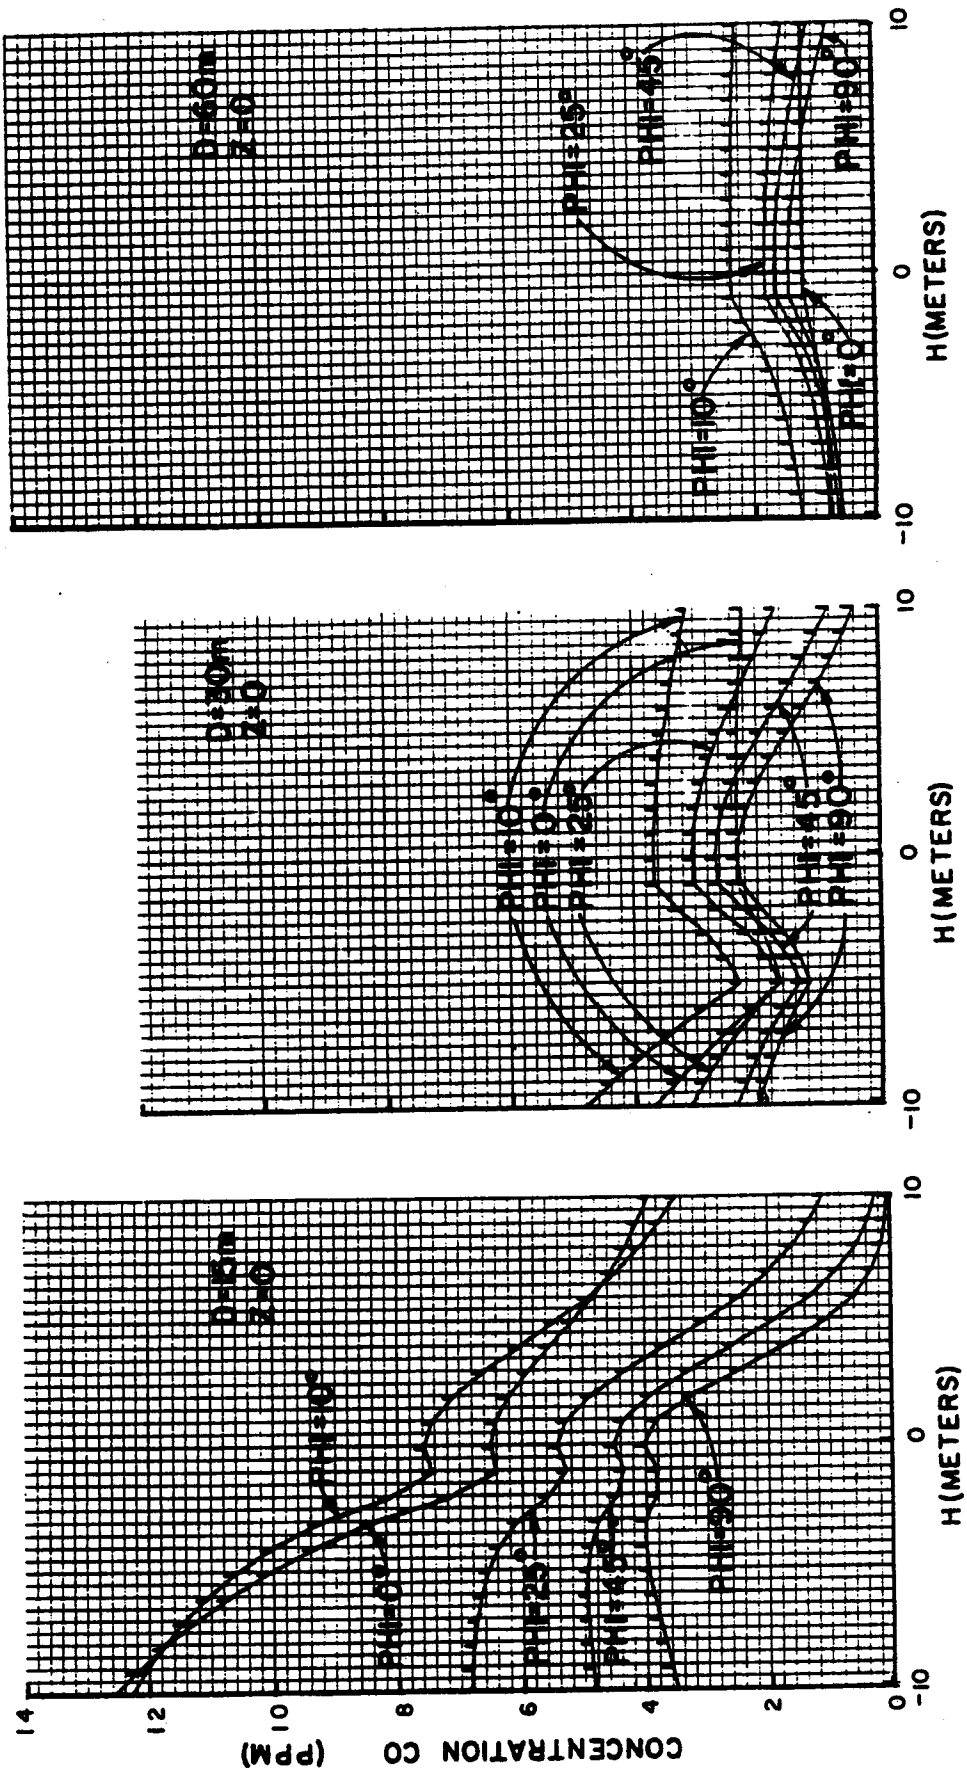 CONCENTRATION CO (PPM)
14
12
10
8
6
4
2
0
D=15m
Z=0
PHI=10°
PHI=0°
PHI=25°
PHI=45°
PHI=90°
-10
0
10
H(METERS)
D=30m
Z=0
PHI=10°
PHI=0°
PHI=25°
PHI=45°
PHI=90°
-10
0
10
H(METERS)
D=60m
Z=0
PHI=25°
PHI=45°
PHI=10°
PHI=0°
PHI=90°
-10
0
10
H(METERS)